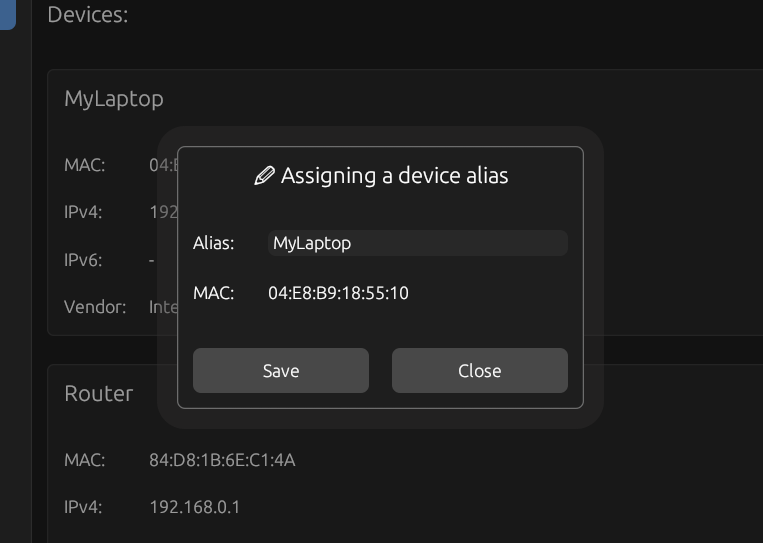 Devices:
MyLaptop
MAC: 04:E
IPv4: 192
IPv6: -
Vendor: Inte
Assigning a device alias
Alias: MyLaptop
MAC: 04:E8:B9:18:55:10
Save Close
Router
MAC: 84:D8:1B:6E:C1:4A
IPv4: 192.168.0.1